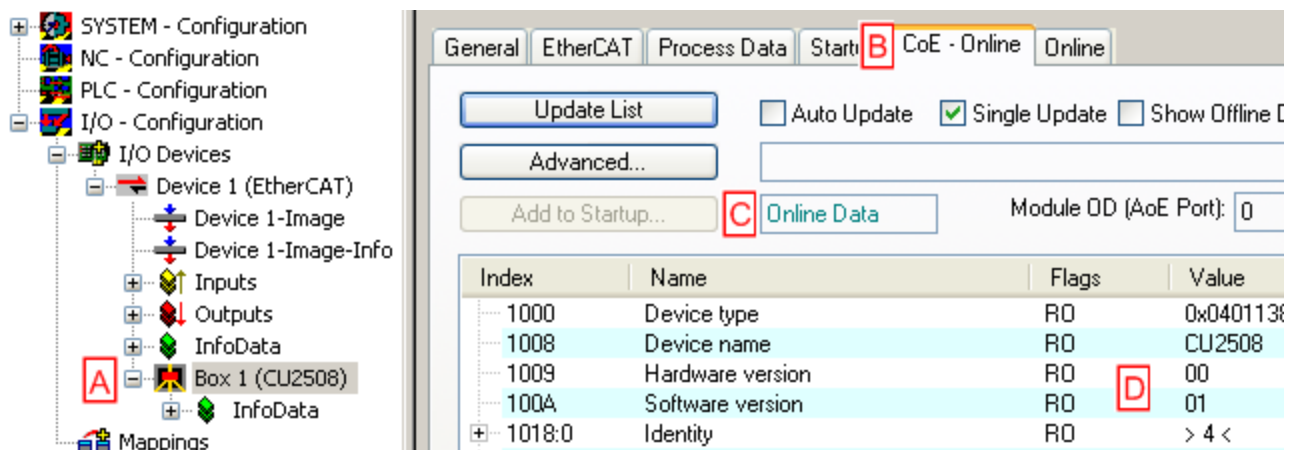 SYSTEM - Configuration
NC - Configuration
PLC - Configuration
I/O - Configuration
I/O Devices
Device 1 (EtherCAT)
Device 1-Image
Device 1-Image-Info
Inputs
Outputs
InfoData
A Box 1 (CU2508)
InfoData
Mappings
General EtherCAT Process Data Startu B CoE - Online Online
Update List Auto Update Single Update Show Offline D
Advanced...
Add to Startup... C Online Data Module OD (AoE Port): 0
Index Name Flags Value
1000 Device type RO 0x0401138
1008 Device name RO CU2508
1009 Hardware version RO 00
D
100A Software version RO 01
1018:0 Identity RO > 4 <